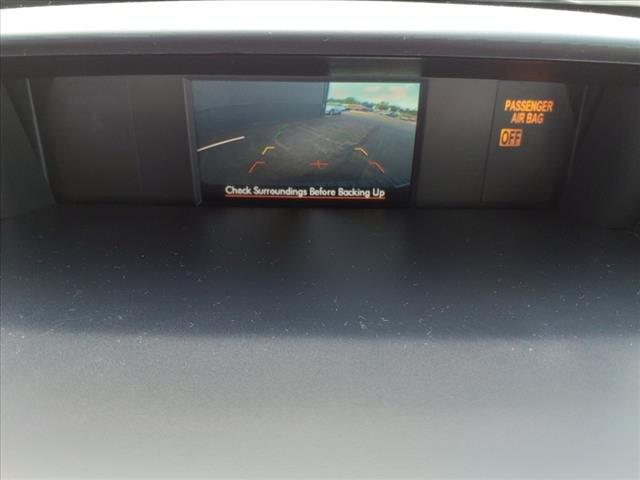 PASSENGER
AIR BAG
OFF
Check Surroundings Before Backing Up